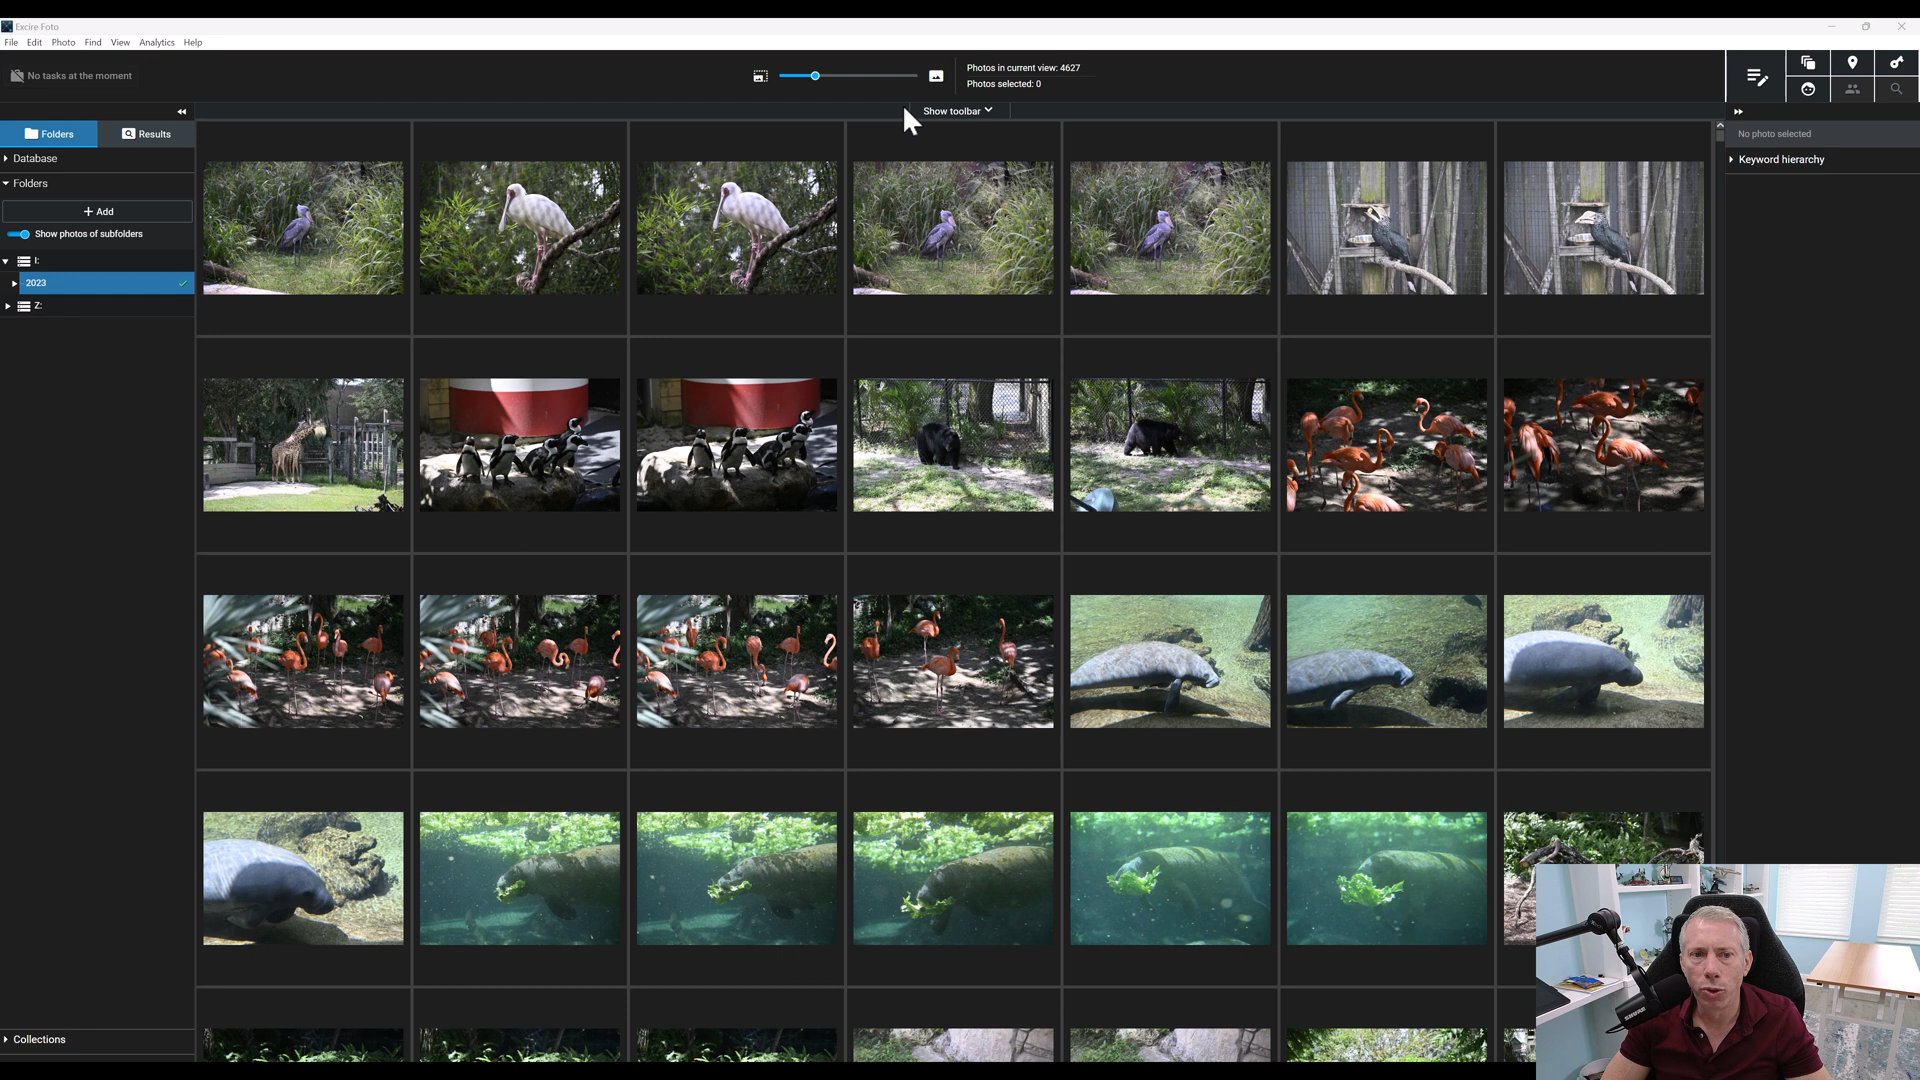 Excire Foto
File Edit Photo Find View Analytics Help
No tasks at the moment
Photos in current view: 4627
Photos selected: 0
Show toolbar
Folders Results
No photo selected
Database
Keyword hierarchy
Folders
+ Add
Show photos of subfolders
I:
2023
Z:
Collections
SHURE